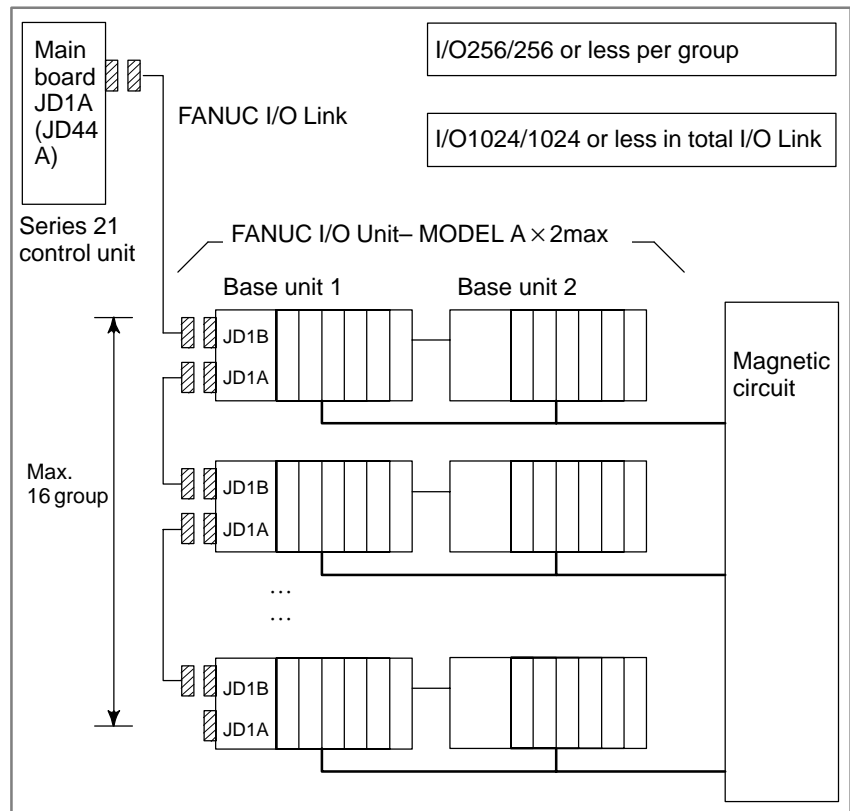 Main
board
JD1A
(JD44
A)
I/O256/256 or less per group
FANUC I/O Link
I/O1024/1024 or less in total I/O Link
Series 21
control unit
FANUC I/O Unit– MODEL A × 2max
Base unit 1
Base unit 2
JD1B
JD1A
Magnetic
circuit
Max.
16 group
JD1B
JD1A
...
...
JD1B
JD1A